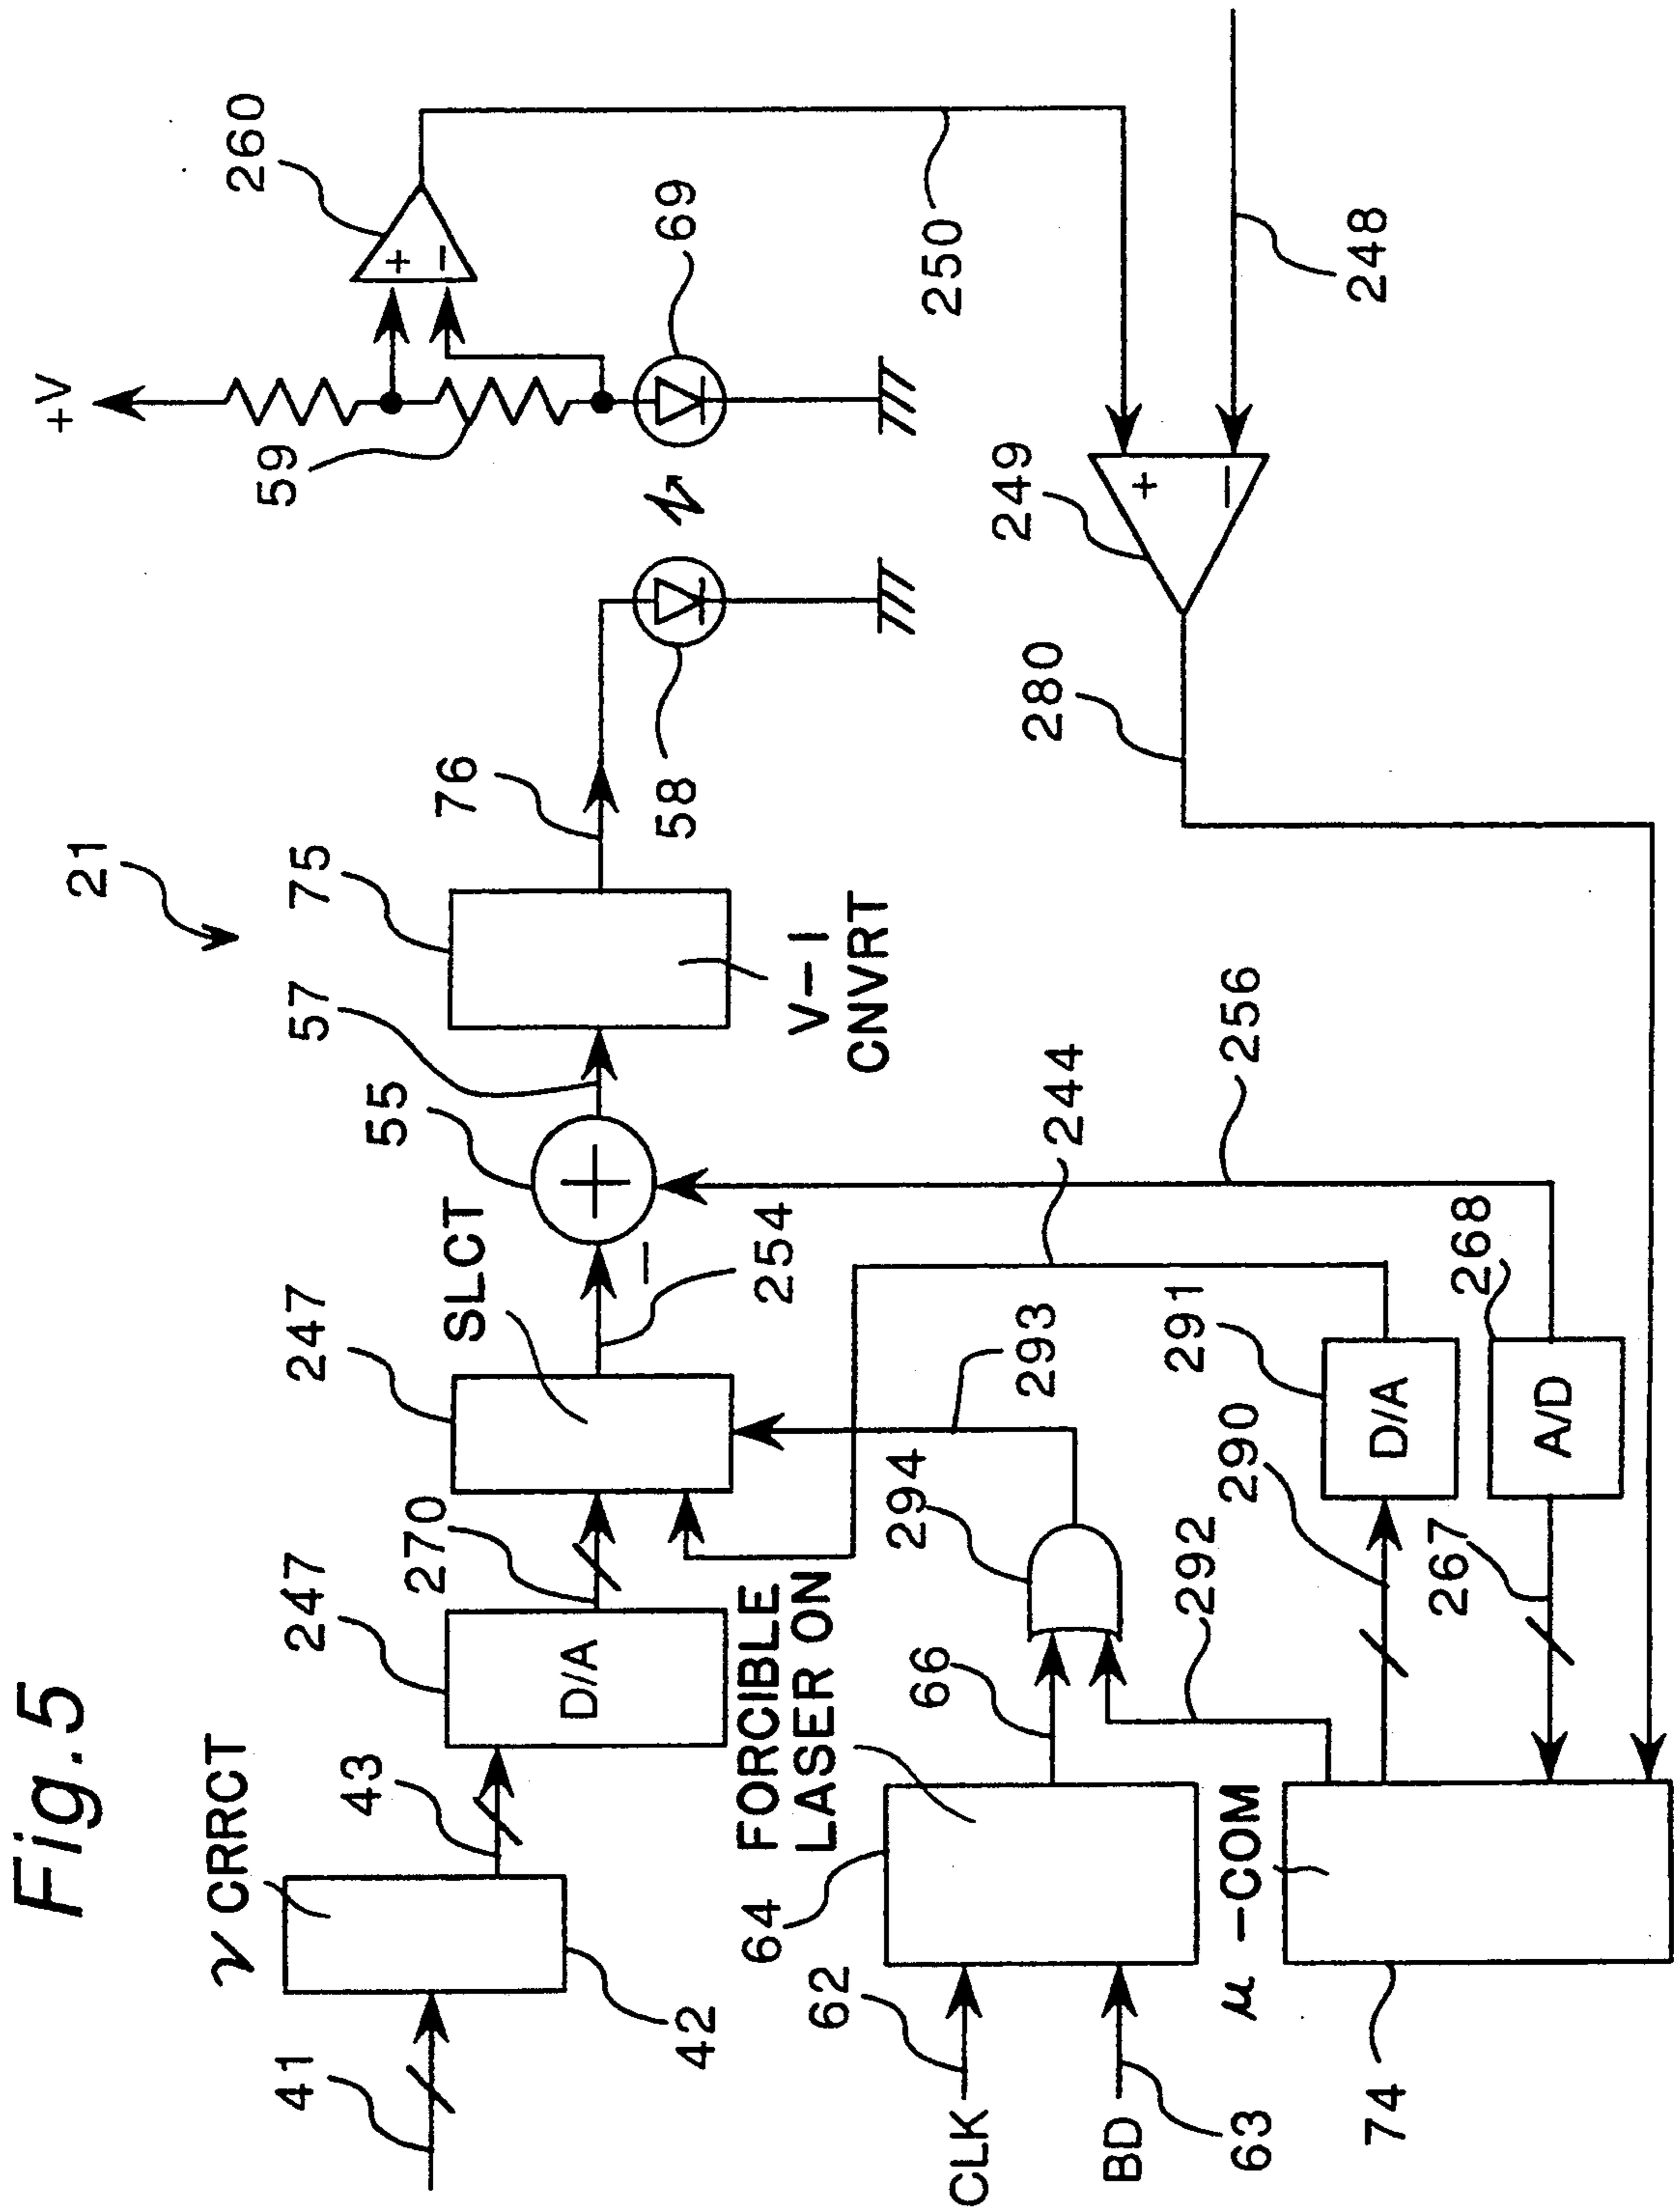 Fig.5
21
γ CRRCT
41
42
43
247
D/A
270
247
SLCT
254
55
57
75
V-I
CNVRT
76
58
+V
59
260
69
250
248
249
280
FORCIBLE
LASER ON
CLK
62
BD
63
64
66
294
293
244
256
292
μ-COM
74
290
291
D/A
267
268
A/D
+
−
+
−
−